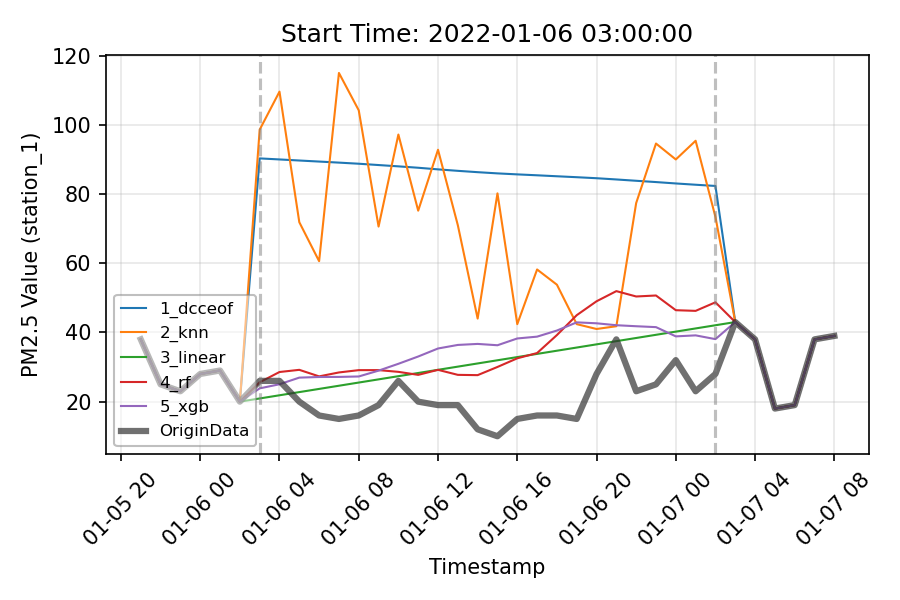 Start Time: 2022-01-06 03:00:00
PM2.5 Value (station_1)
120
100
80
60
40
20
1_dcceof
2_knn
3_linear
4_rf
5_xgb
OriginData
01-05 20
01-06 00
01-06 04
01-06 08
01-06 12
01-06 16
01-06 20
01-07 00
01-07 04
01-07 08
Timestamp